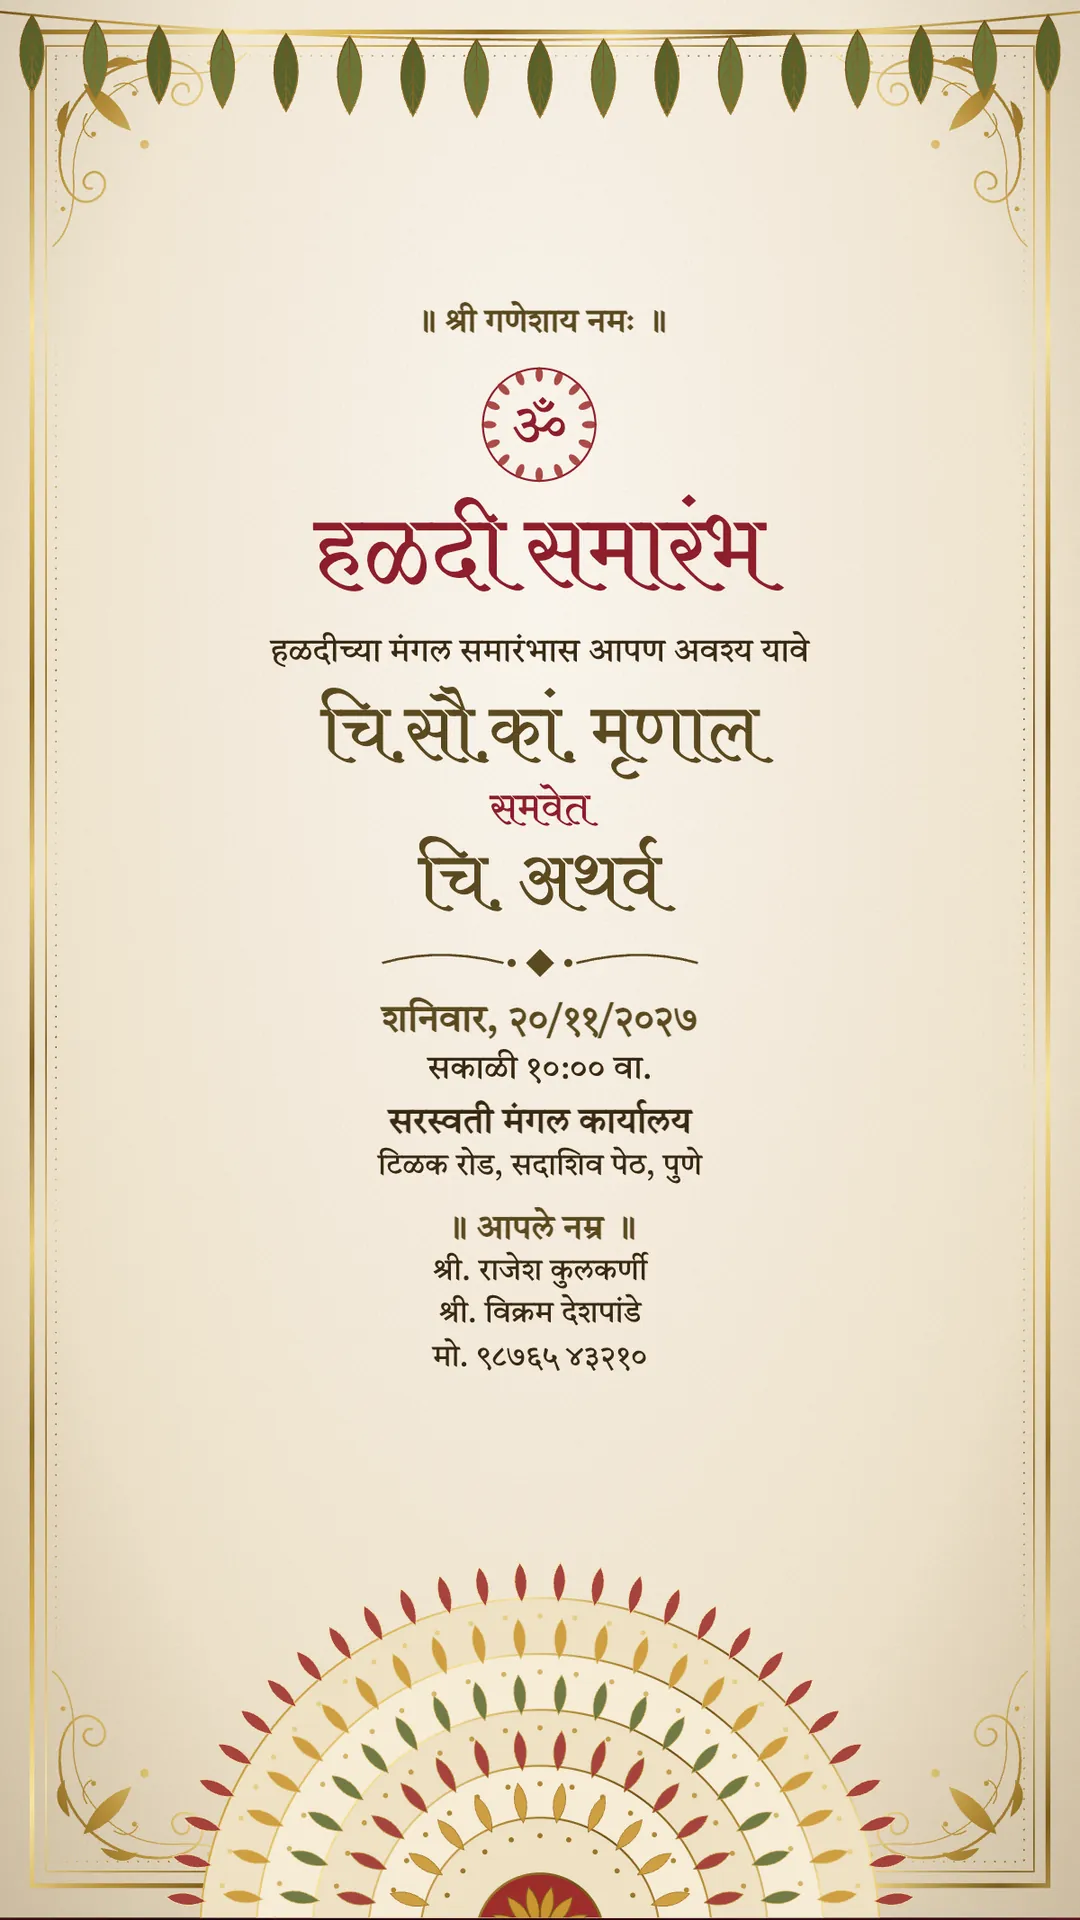 ॥ श्री गणेशाय नमः ॥
ॐ
हळदी समारंभ
हळदीच्या मंगल समारंभास आपण अवश्य यावे
चि.सौ.कां. मृणाल
समवेत
चि. अथर्व
शनिवार, २०/११/२०२७
सकाळी १०:०० वा.
सरस्वती मंगल कार्यालय
टिळक रोड, सदाशिव पेठ, पुणे
॥ आपले नम्र ॥
श्री. राजेश कुलकर्णी
श्री. विक्रम देशपांडे
मो. ९८७६५ ४३२१०